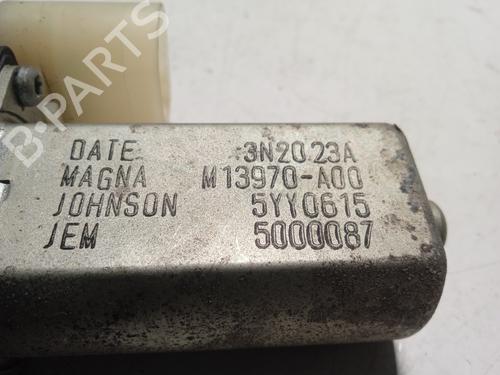 DATE 3N2023A
MAGNA M13970-A00
JOHNSON 5YY0615
JEM 5000087
B-PARTS